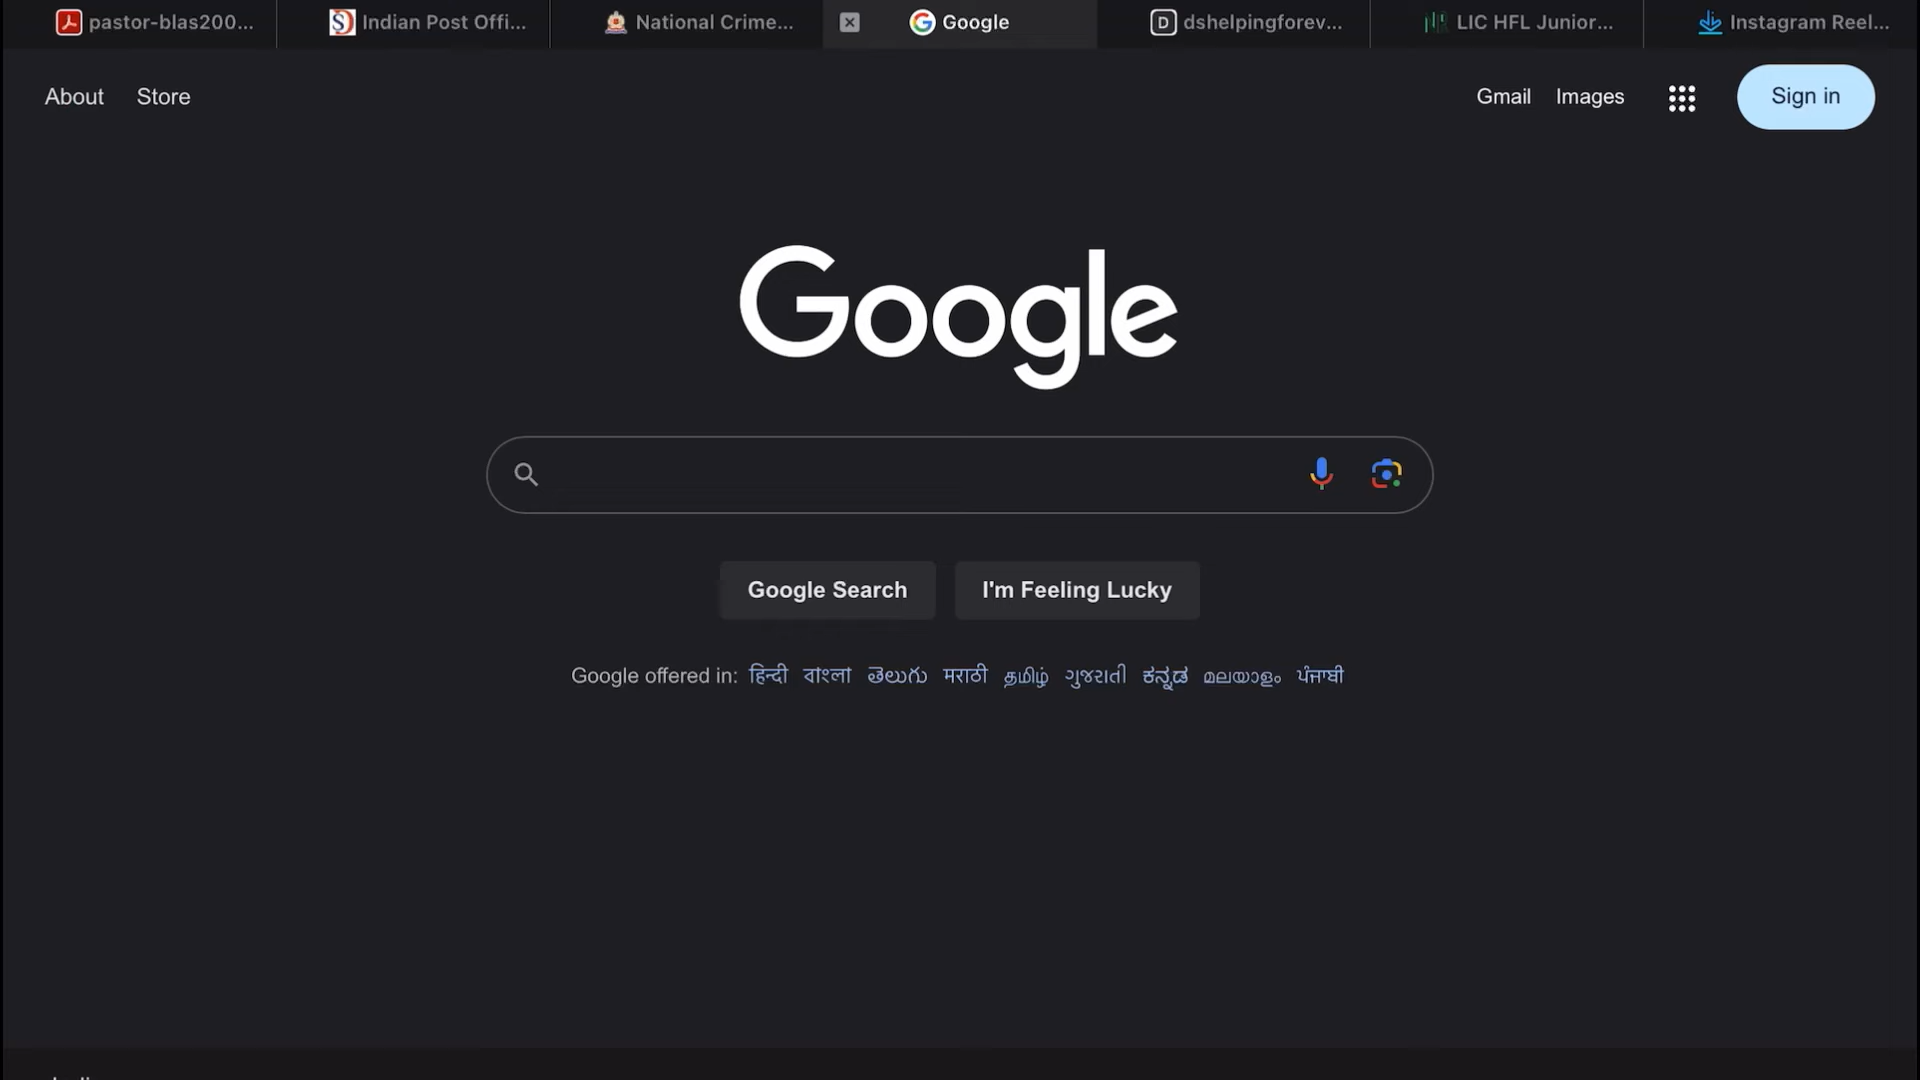 pastor-blas200... Indian Post Offi... National Crime... Google dshelpingforev... LIC HFL Junior... Instagram Reel...
About Store Gmail Images Sign in
Google
Google Search I'm Feeling Lucky
Google offered in: हिन्दी বাংলা తెలుగు मराठी தமிழ் ગુજરાતી ಕನ್ನಡ മലയാളം ਪੰਜਾਬੀ